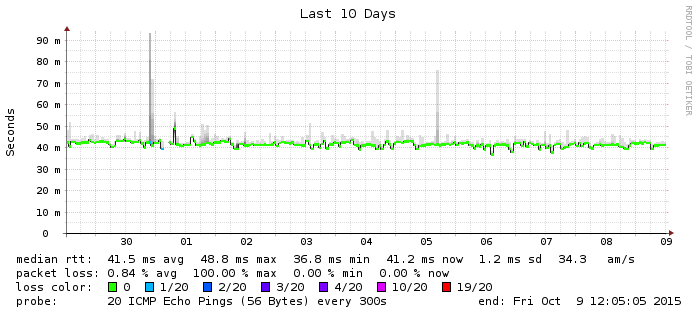 Last 10 Days
RRDTOOL / TOBI OETIKER
Seconds
90 m
80 m
70 m
60 m
50 m
40 m
30 m
20 m
10 m
0
30 01 02 03 04 05 06 07 08 09
median rtt: 41.5 ms avg 48.8 ms max 36.8 ms min 41.2 ms now 1.2 ms sd 34.3 am/s
packet loss: 0.84 % avg 100.00 % max 0.00 % min 0.00 % now
loss color: 0 1/20 2/20 3/20 4/20 10/20 19/20
probe: 20 ICMP Echo Pings (56 Bytes) every 300s end: Fri Oct 9 12:05:05 2015